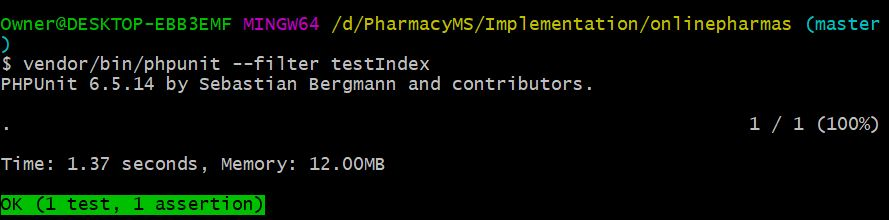 Owner@DESKTOP-EBB3EMF MINGW64 /d/PharmacyMS/Implementation/onlinepharmas (master
)
$ vendor/bin/phpunit --filter testIndex
PHPUnit 6.5.14 by Sebastian Bergmann and contributors.
. 1 / 1 (100%)
Time: 1.37 seconds, Memory: 12.00MB
OK (1 test, 1 assertion)